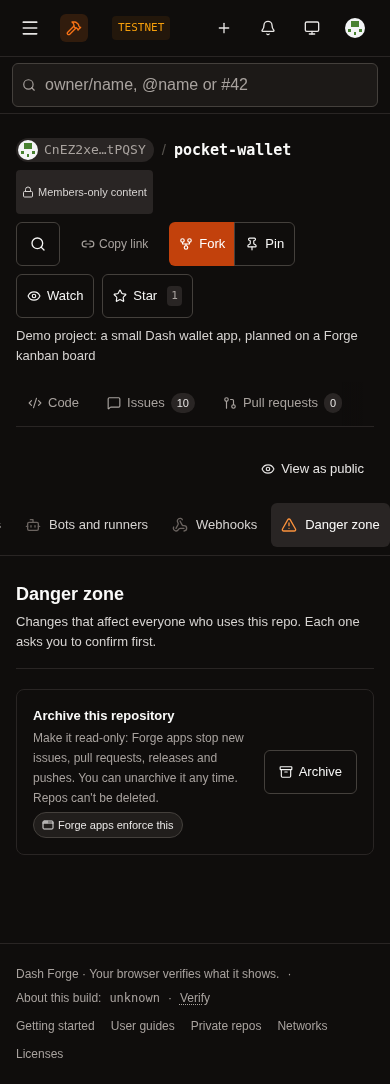 TESTNET
owner/name, @name or #42
CnEZ2xe…tPQSY / pocket-wallet
Members-only content
Copy link Fork Pin
Watch Star 1
Demo project: a small Dash wallet app, planned on a Forge
kanban board
Code Issues 10 Pull requests 0
View as public
s Bots and runners Webhooks Danger zone
Danger zone
Changes that affect everyone who uses this repo. Each one
asks you to confirm first.
Archive this repository
Make it read-only: Forge apps stop new
issues, pull requests, releases and
pushes. You can unarchive it any time.
Repos can't be deleted.
Archive
Forge apps enforce this
Dash Forge · Your browser verifies what it shows. ·
About this build: unknown · Verify
Getting started User guides Private repos Networks
Licenses